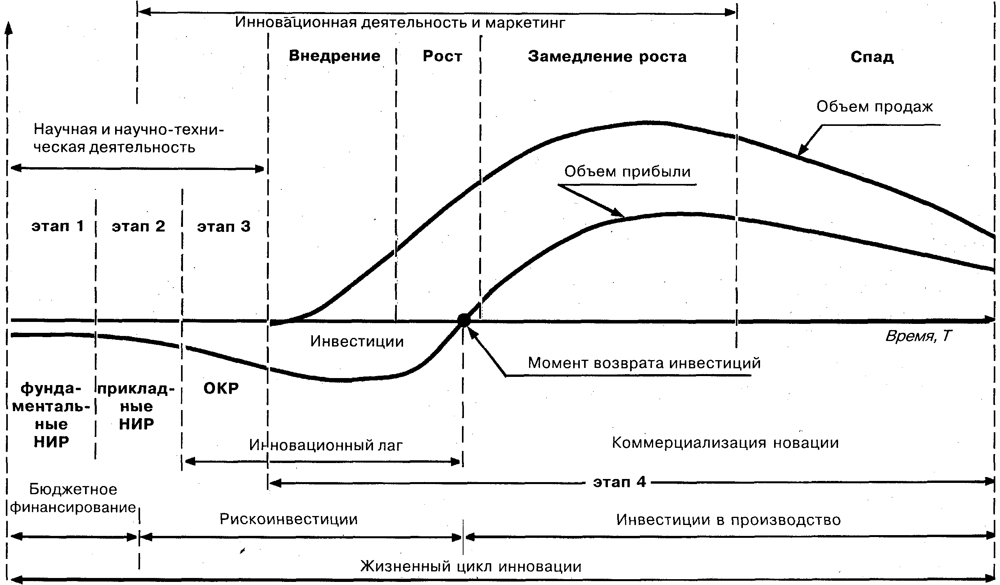 Инновационная деятельность и маркетинг
Внедрение
Рост
Замедление роста
Спад
Объем продаж
Научная и научно-техни-
ческая деятельность
Объем прибыли
этап 1
этап 2
этап 3
Время, Т
Инвестиции
Момент возврата инвестиций
фунда-
менталь-
ные
НИР
приклад-
ные
НИР
ОКР
Инновационный лаг
Коммерциализация новации
этап 4
Бюджетное
финансирование
Рискоинвестиции
Инвестиции в производство
Жизненный цикл инновации